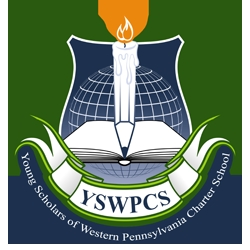 YSWPCS
Young Scholars of Western Pennsylvania Charter School